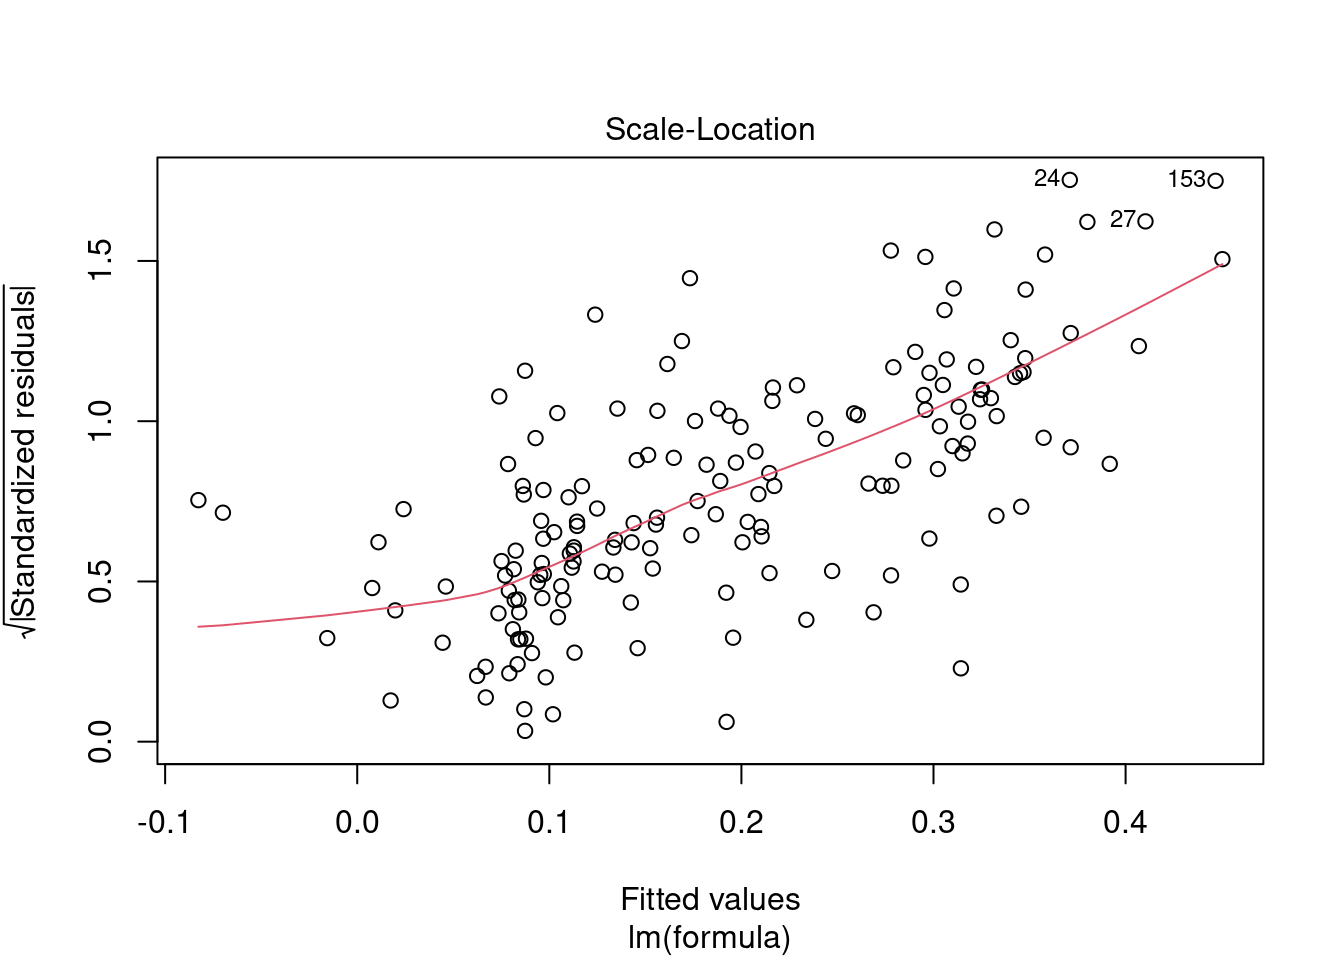 Scale-Location
24
153
27
1.5
1.0
0.5
0.0
√|Standardized residuals|
-0.1 0.0 0.1 0.2 0.3 0.4
Fitted values
lm(formula)